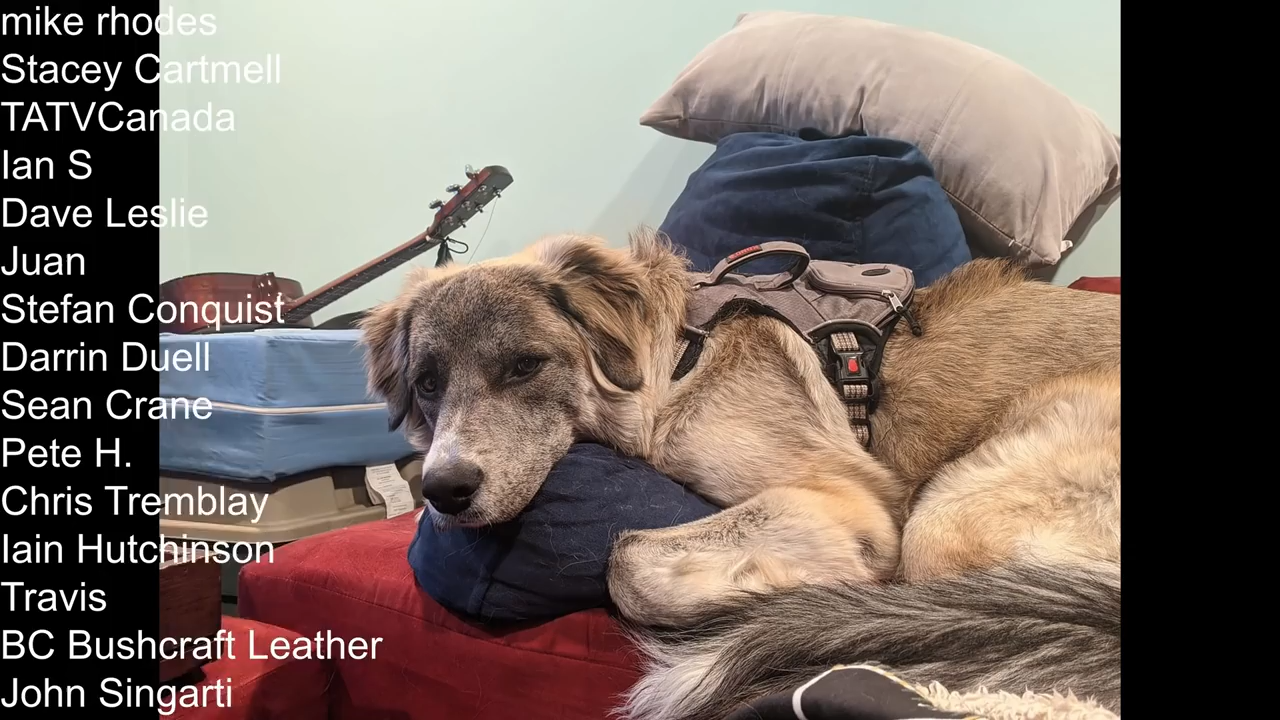 mike rhodes
Stacey Cartmell
TATVCanada
Ian S
Dave Leslie
Juan
Stefan Conquist
Darrin Duell
Sean Crane
Pete H.
Chris Tremblay
Iain Hutchinson
Travis
BC Bushcraft Leather
John Singarti